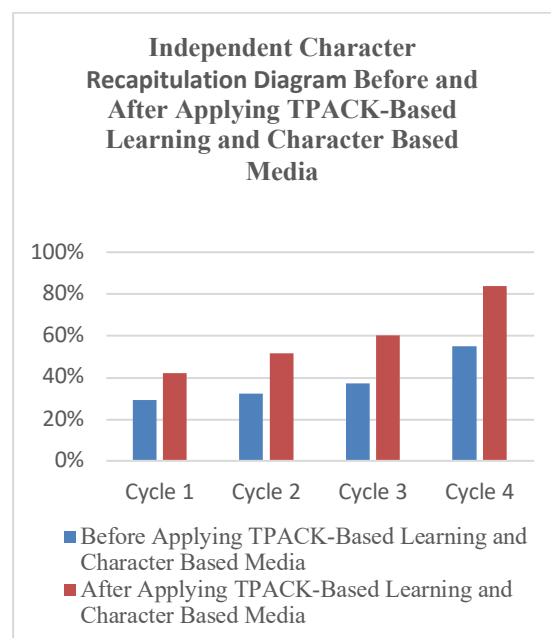 Independent Character
Recapitulation Diagram Before and
After Applying TPACK-Based
Learning and Character Based
Media
100%
80%
60%
40%
20%
0%
Cycle 1 Cycle 2 Cycle 3 Cycle 4
Before Applying TPACK-Based Learning and
Character Based Media
After Applying TPACK-Based Learning and
Character Based Media